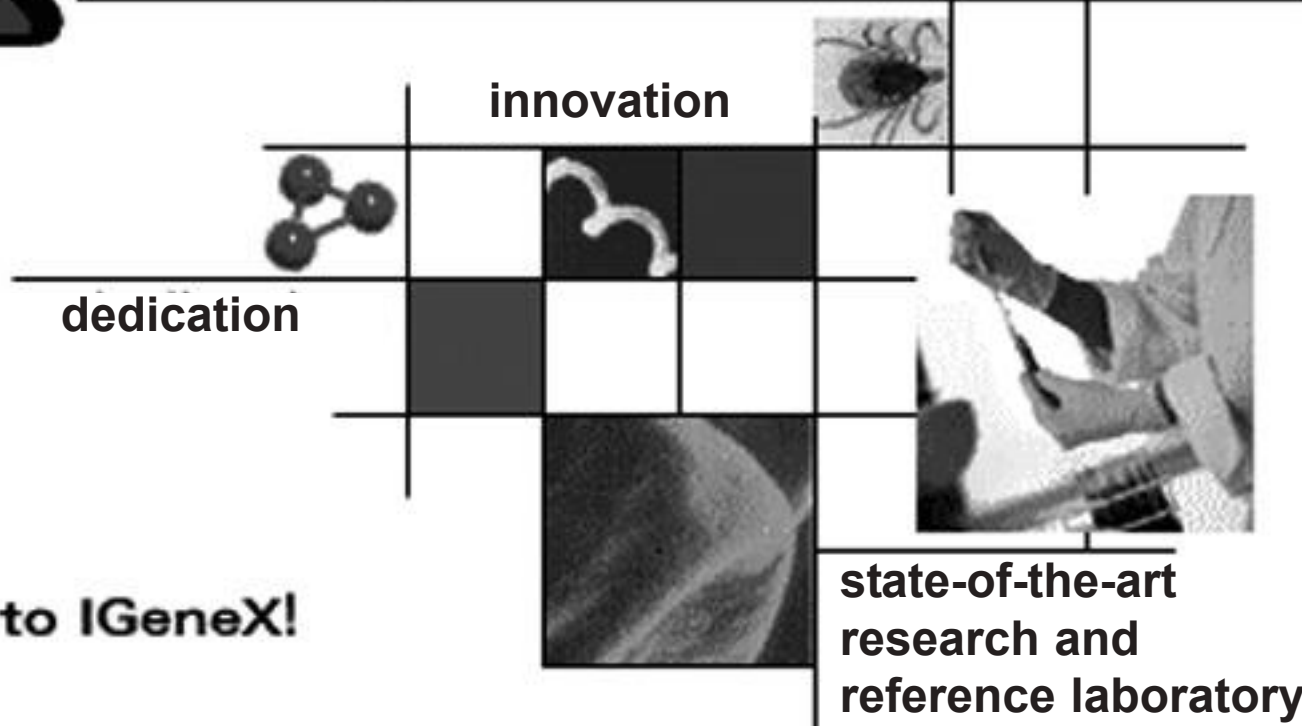 innovation
dedication
to IGeneX!
state-of-the-art
research and
reference laboratory